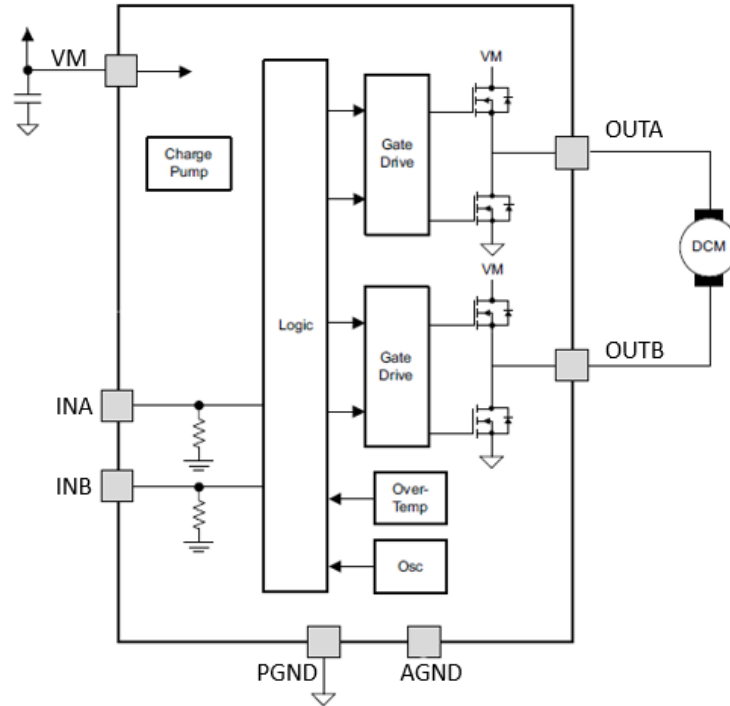 VM
VM
OUTA
Charge
Pump
Gate
Drive
DCM
VM
Logic
OUTB
Gate
Drive
INA
INB
Over-
Temp
Osc
PGND
AGND